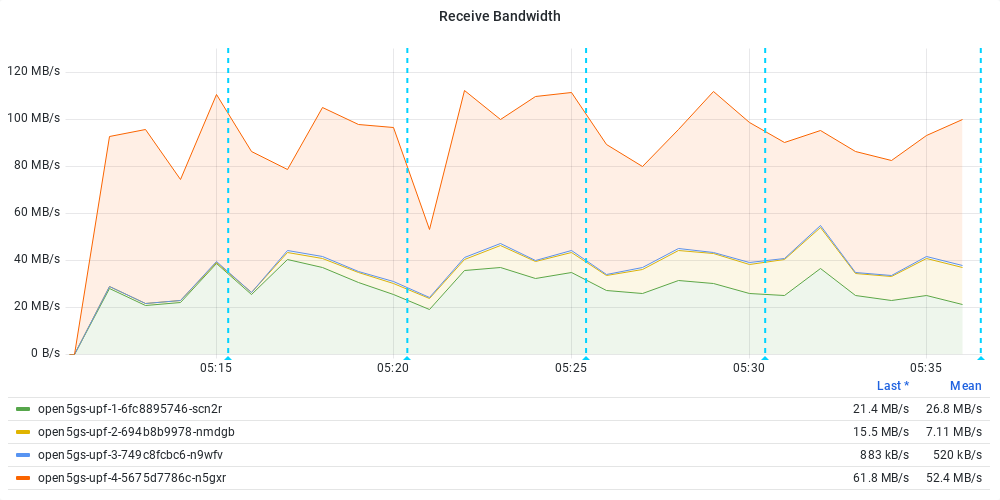 Receive Bandwidth
120 MB/s
100 MB/s
80 MB/s
60 MB/s
40 MB/s
20 MB/s
0 B/s
05:15 05:20 05:25 05:30 05:35
Last * Mean
open5gs-upf-1-6fc8895746-scn2r 21.4 MB/s 26.8 MB/s
open5gs-upf-2-694b8b9978-nmdgb 15.5 MB/s 7.11 MB/s
open5gs-upf-3-749c8fcbc6-n9wfv 883 kB/s 520 kB/s
open5gs-upf-4-5675d7786c-n5gxr 61.8 MB/s 52.4 MB/s